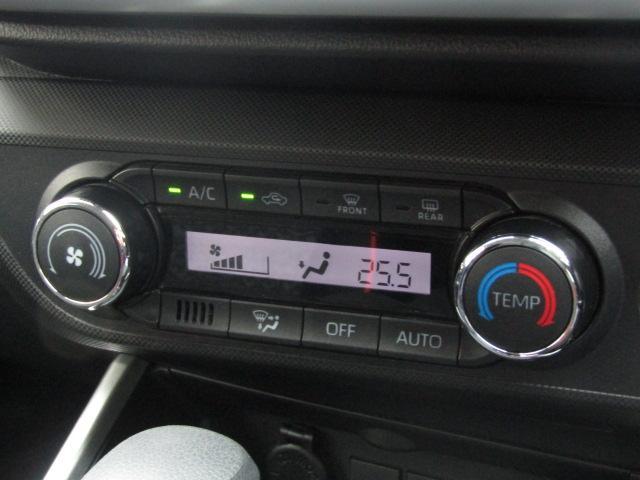 A/C
FRONT
REAR
25.5
TEMP
OFF
AUTO